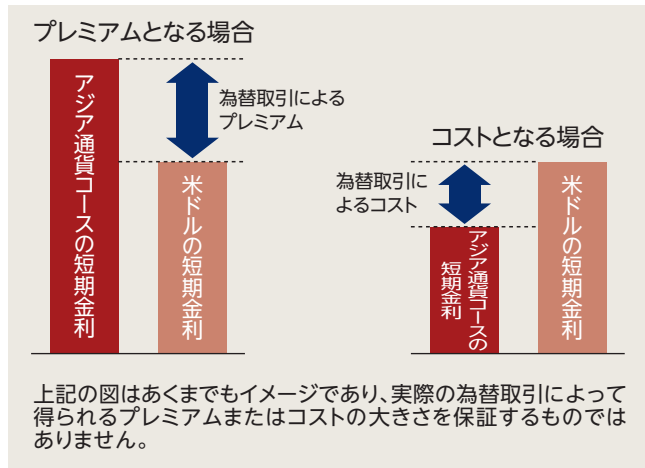 プレミアムとなる場合
アジア通貨コースの短期金利
為替取引による
プレミアム
米ドルの短期金利
コストとなる場合
為替取引に
よるコスト
アジア通貨コースの
短期金利
米ドルの短期金利
上記の図はあくまでもイメージであり、実際の為替取引によって
得られるプレミアムまたはコストの大きさを保証するものでは
ありません。